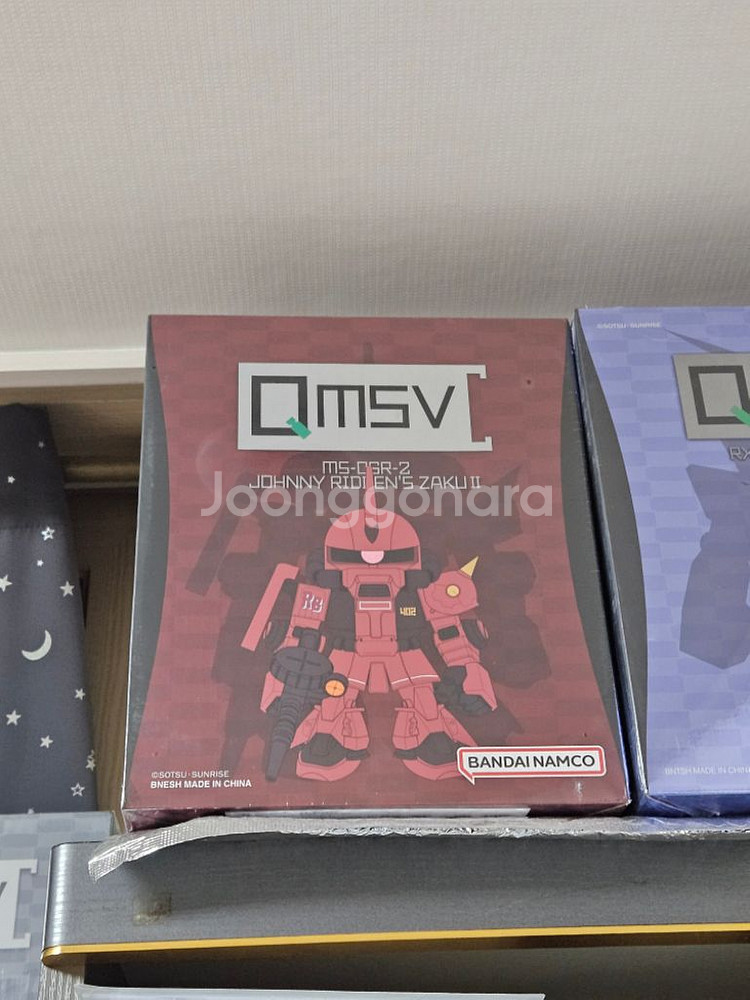 QMSV
MS-06R-2
JOHNNY RIDDEN'S ZAKU II
Joonggonara
R3
402
©SOTSU・SUNRISE
BNESH MADE IN CHINA
BANDAI NAMCO
©SOTSU・SUNRISE
Q
RX
BNTSH MADE IN CHINA